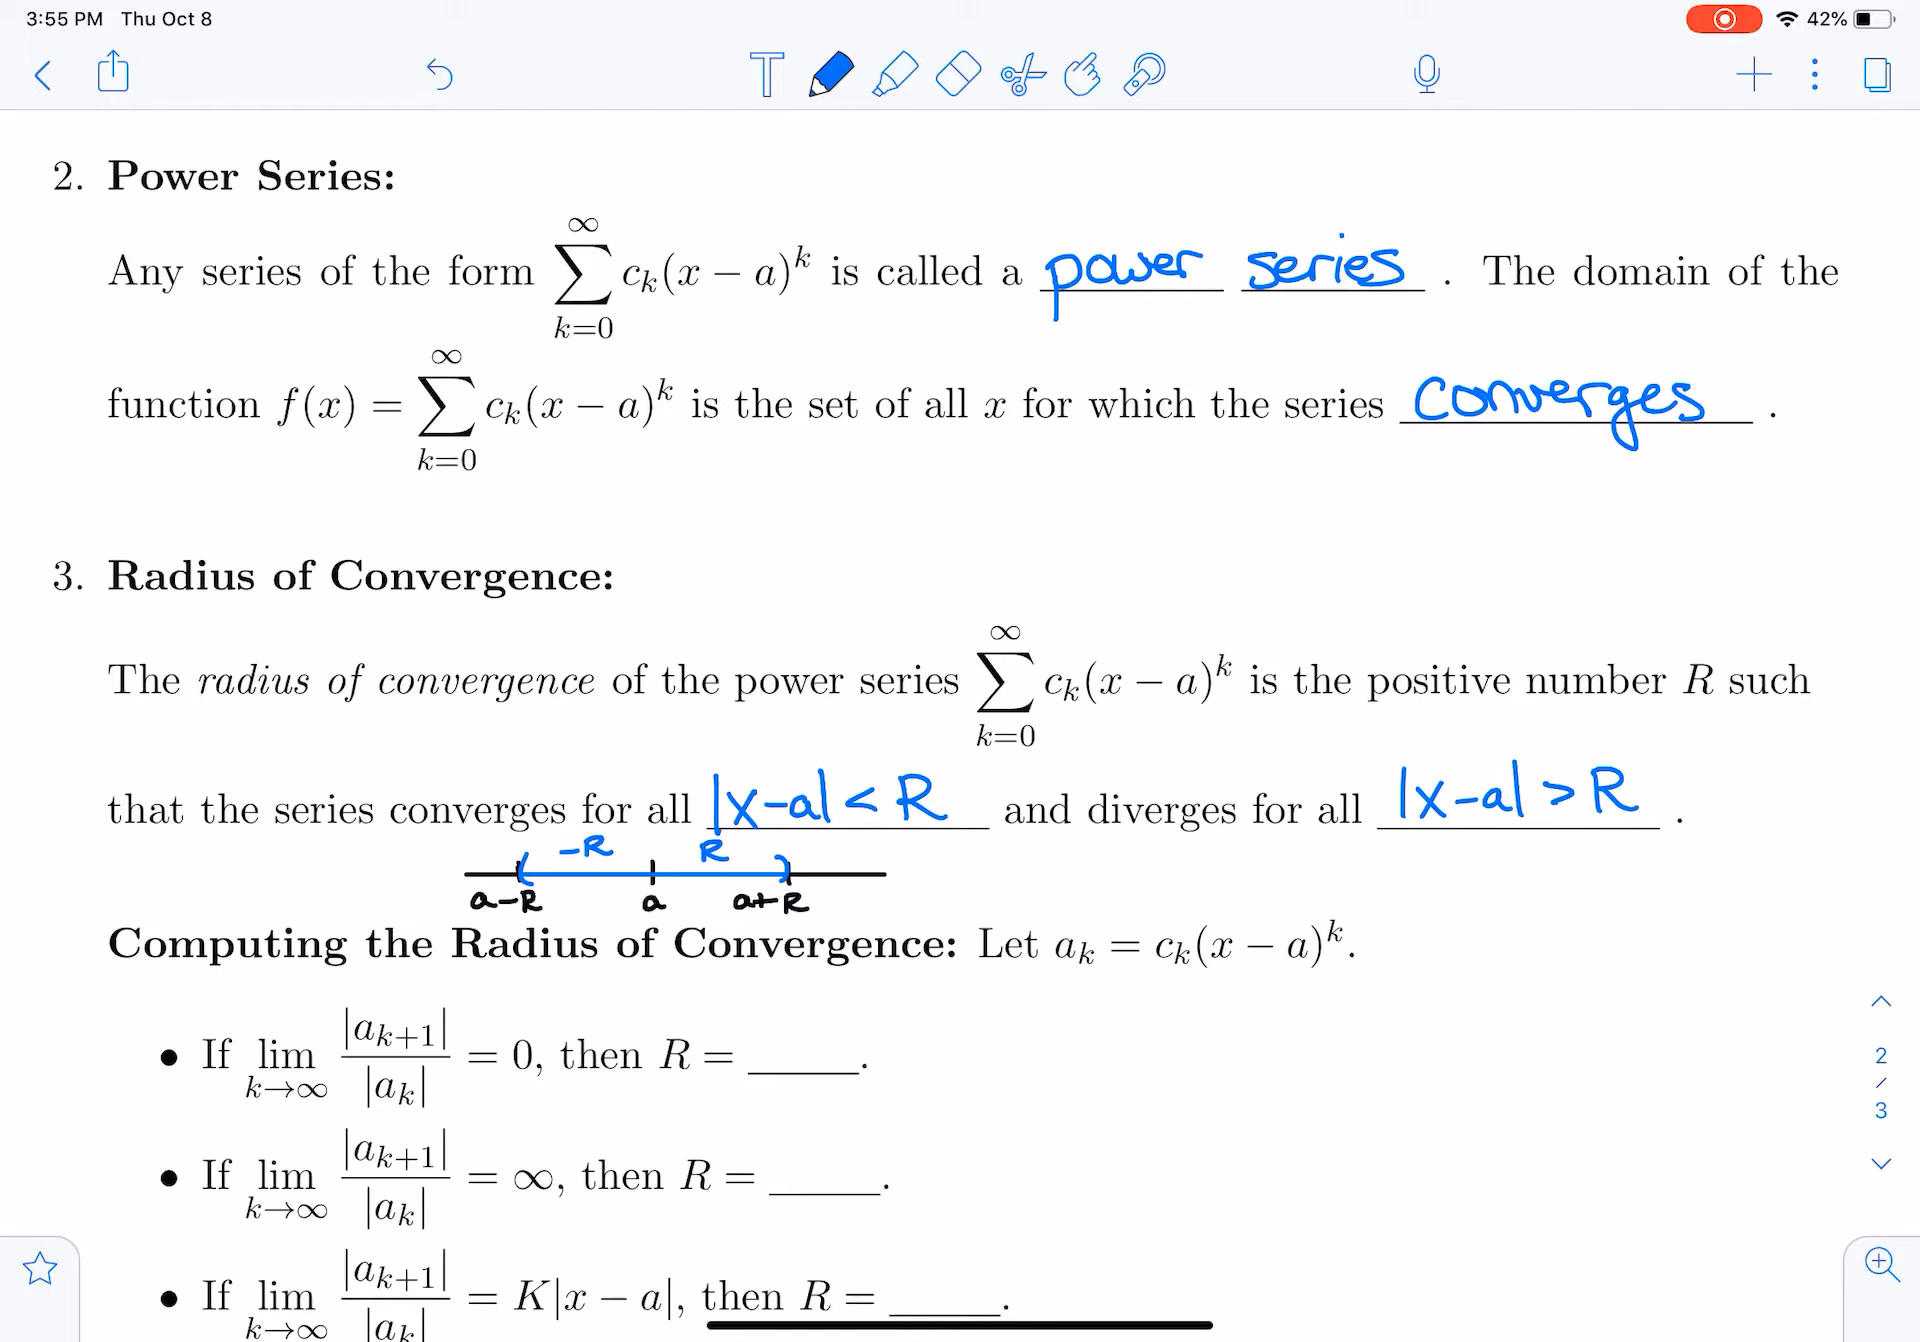 3:55 PM Thu Oct 8 42%
2. Power Series:
Any series of the form ∑_{k=0}^{∞} c_k(x − a)^k is called a power series . The domain of the
function f(x) = ∑_{k=0}^{∞} c_k(x − a)^k is the set of all x for which the series converges .
3. Radius of Convergence:
The radius of convergence of the power series ∑_{k=0}^{∞} c_k(x − a)^k is the positive number R such
that the series converges for all |x-a| < R and diverges for all |x-a| > R .
-R R
a-R a a+R
Computing the Radius of Convergence: Let a_k = c_k(x − a)^k.
• If lim_{k→∞} |a_{k+1}|/|a_k| = 0, then R = _____.
• If lim_{k→∞} |a_{k+1}|/|a_k| = ∞, then R = _____.
• If lim_{k→∞} |a_{k+1}|/|a_k| = K|x − a|, then R = _____.
2
/
3